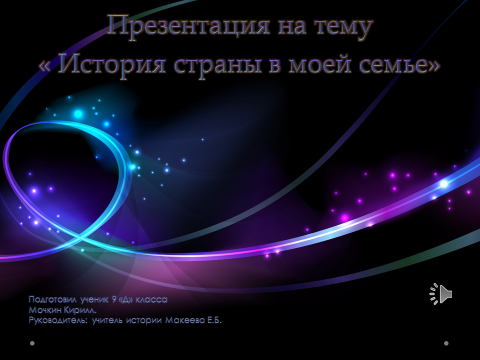 Презентация на тему
« История страны в моей семье»
Подготовил ученик 9 «Д» класса
Мочкин Кирилл.
Руководитель: учитель истории Макеева Е.Б.